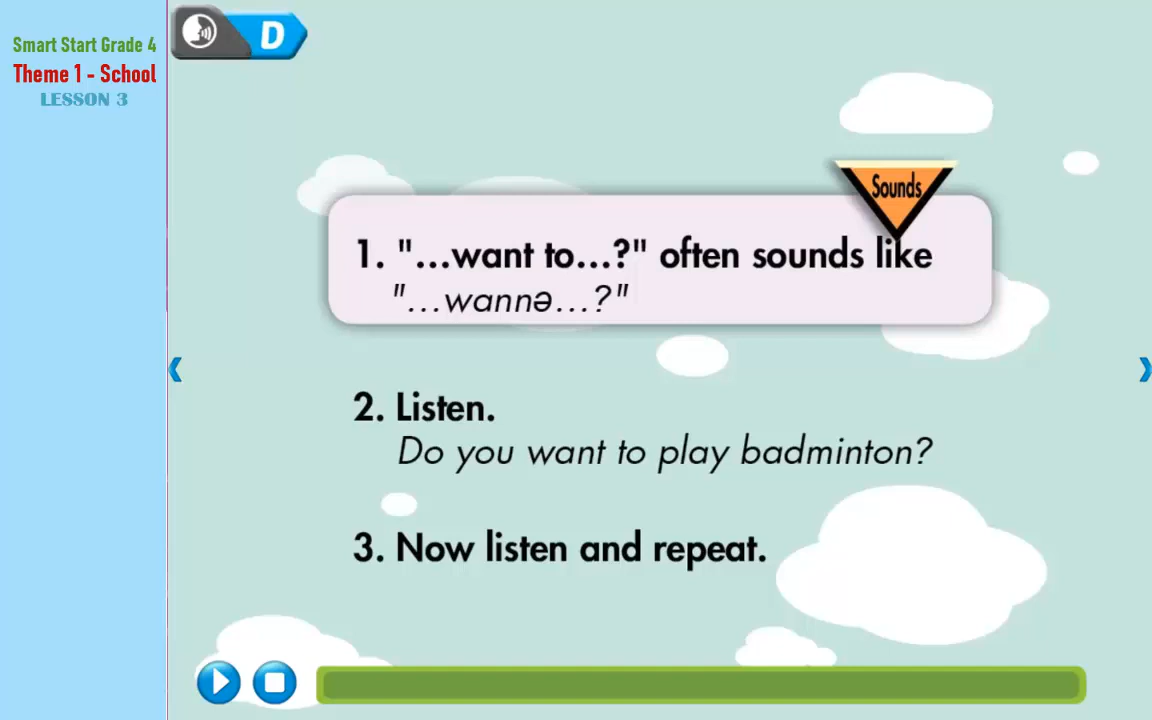 Smart Start Grade 4
Theme 1 - School
LESSON 3
D
Sounds
1. "...want to...?" often sounds like
"...wannə...?"
2. Listen.
Do you want to play badminton?
3. Now listen and repeat.